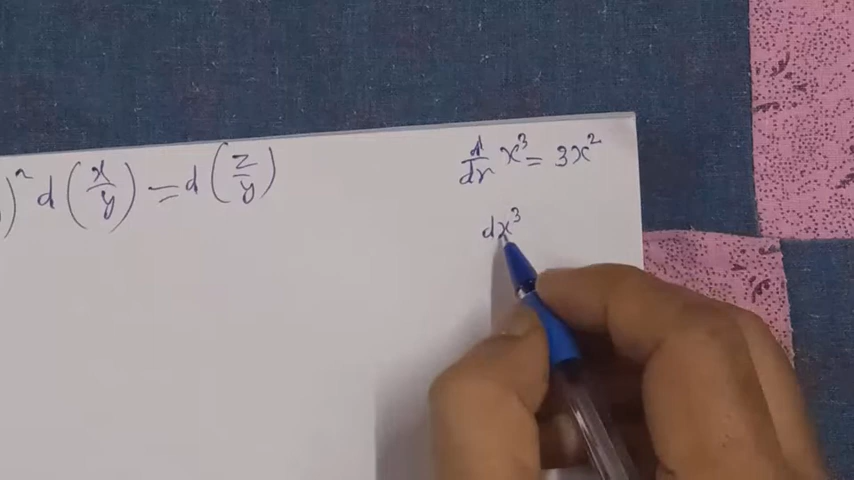 )² d(x/y) = d(z/y)
d/dx x³ = 3x²
dx³